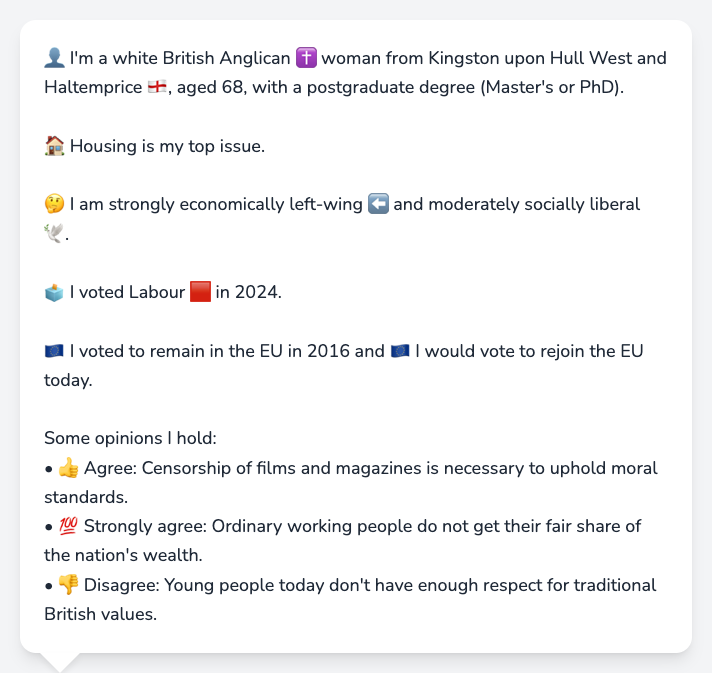 👤 I'm a white British Anglican ✝️ woman from Kingston upon Hull West and
Haltemprice 🏴󠁧󠁢󠁥󠁮󠁧󠁿, aged 68, with a postgraduate degree (Master's or PhD).
🏠 Housing is my top issue.
🤔 I am strongly economically left-wing ⬅️ and moderately socially liberal
🕊️.
🗳️ I voted Labour 🟥 in 2024.
🇪🇺 I voted to remain in the EU in 2016 and 🇪🇺 I would vote to rejoin the EU
today.
Some opinions I hold:
• 👍 Agree: Censorship of films and magazines is necessary to uphold moral
standards.
• 💯 Strongly agree: Ordinary working people do not get their fair share of
the nation's wealth.
• 👎 Disagree: Young people today don't have enough respect for traditional
British values.